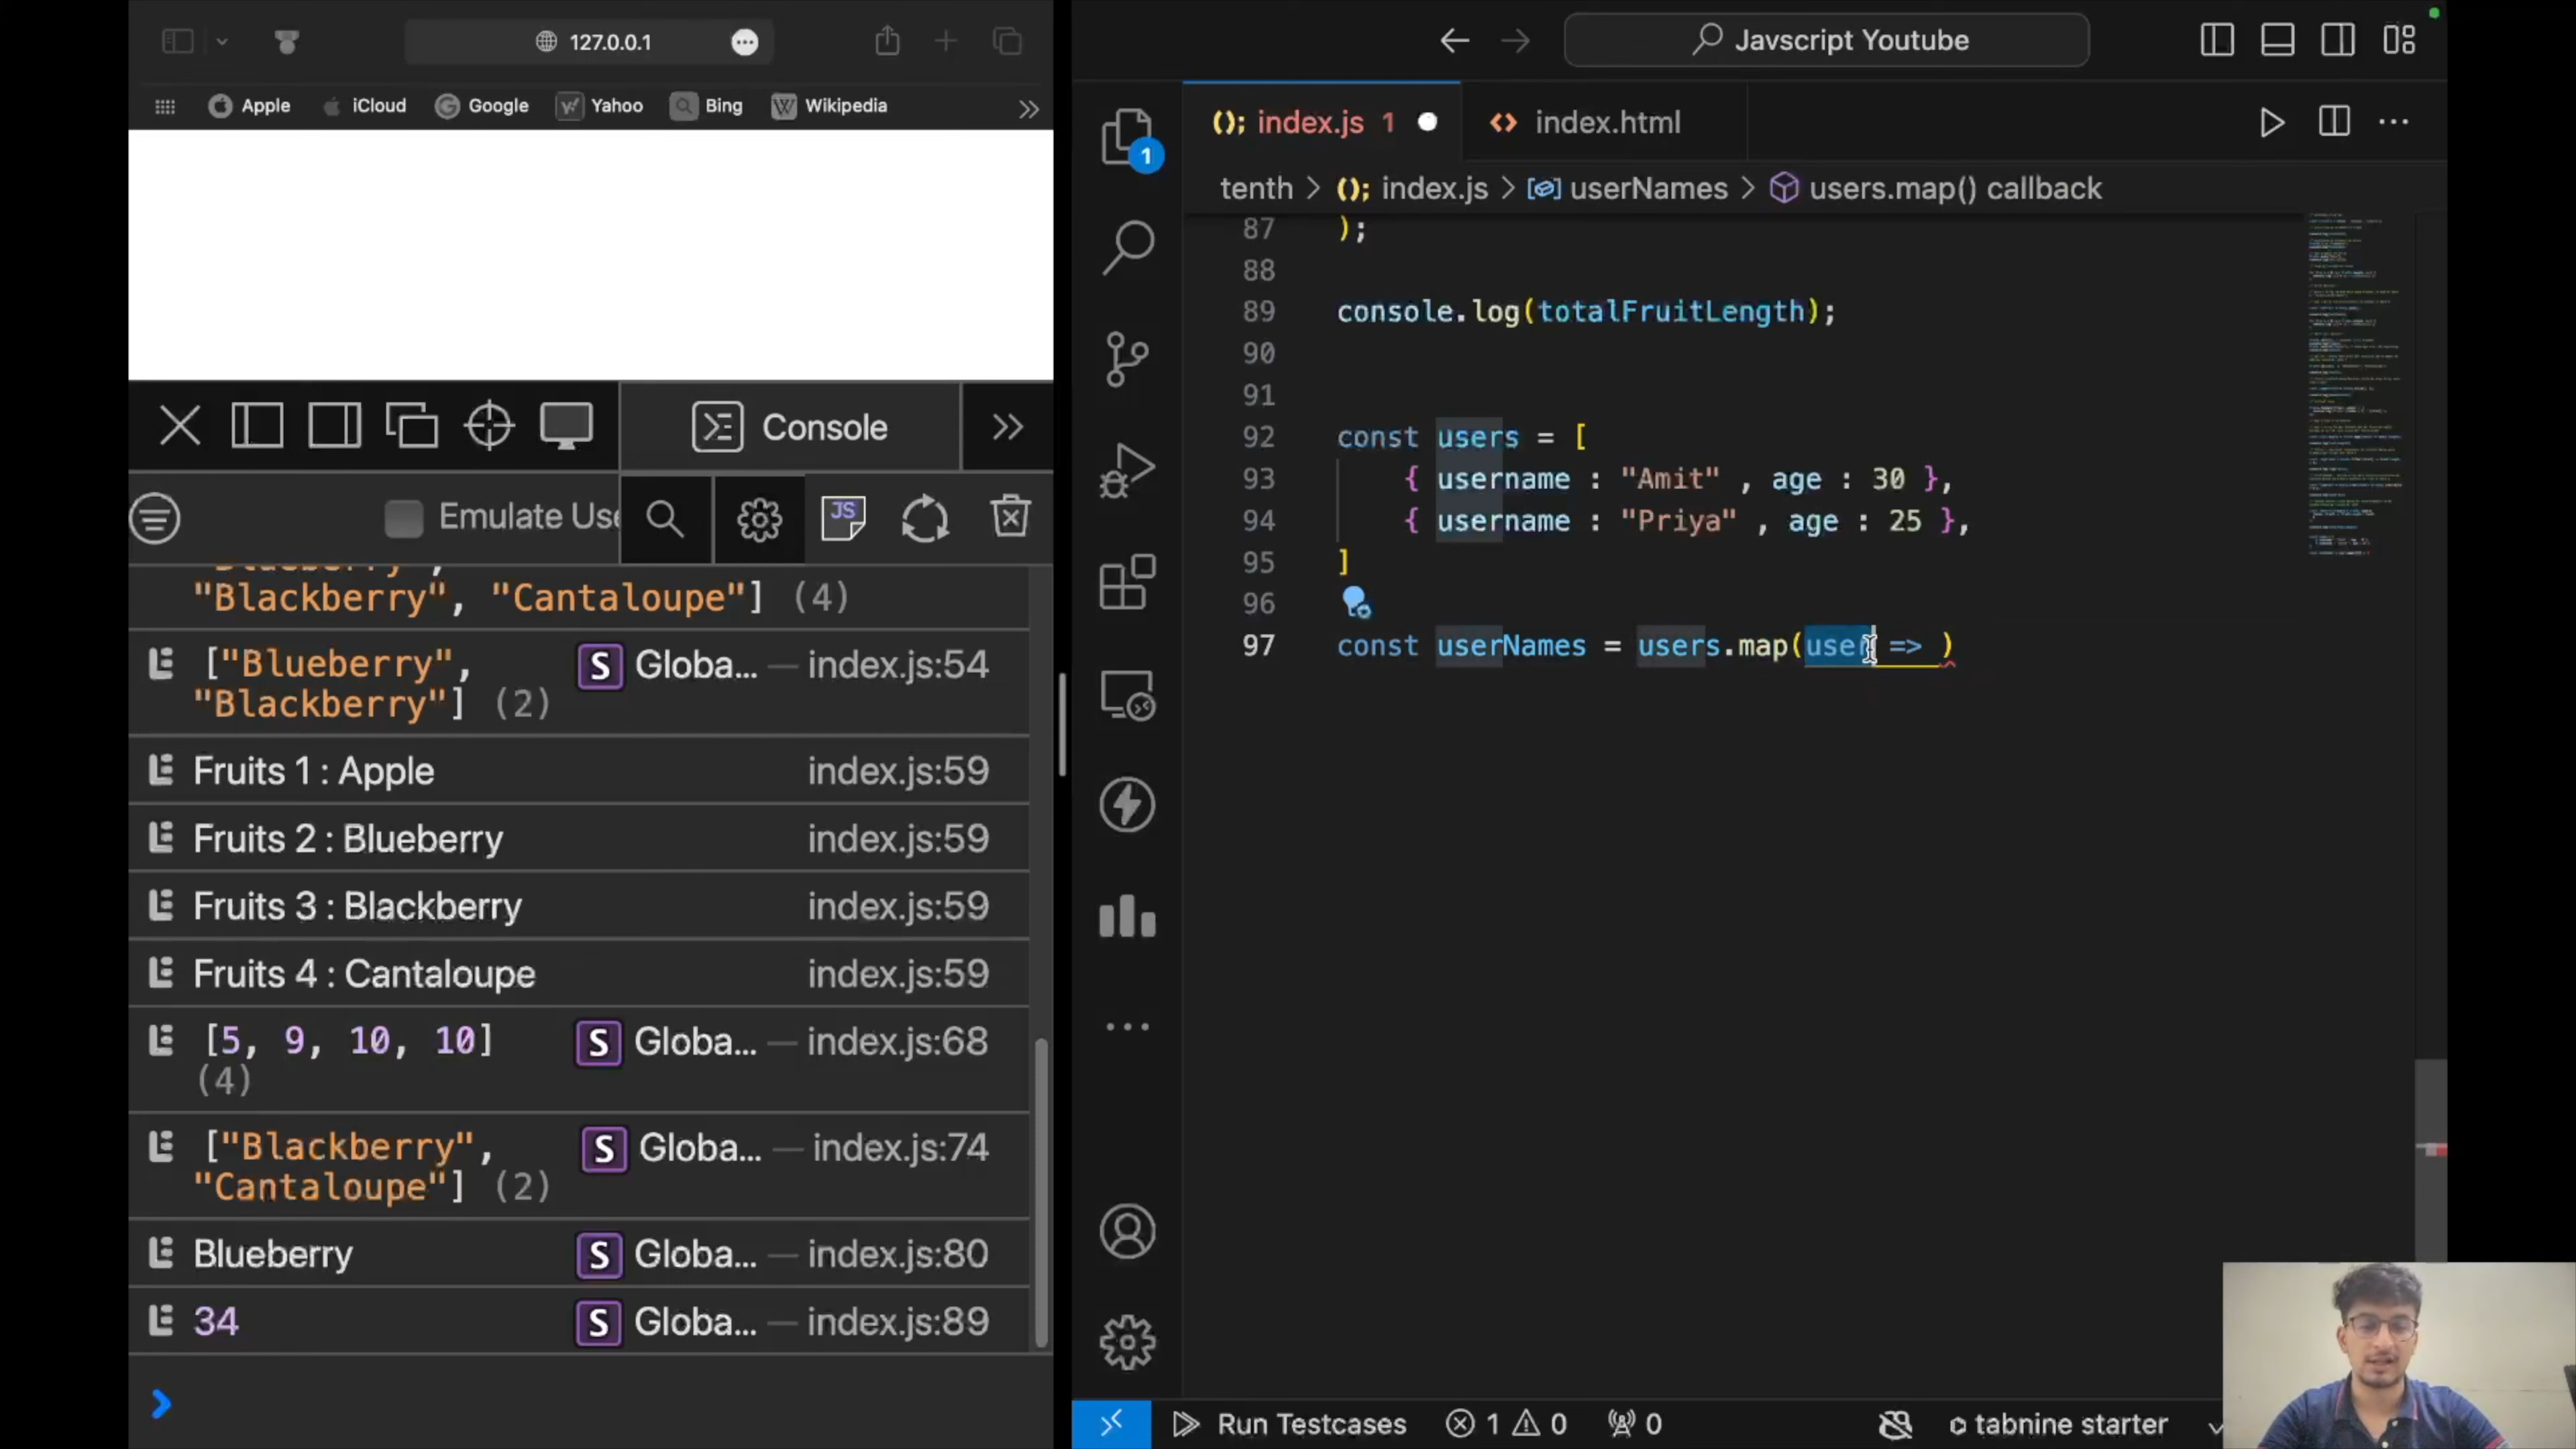 127.0.0.1
Apple iCloud Google Yahoo Bing Wikipedia
Console
Emulate Use
"Blueberry",
"Blackberry", "Cantaloupe"] (4)
["Blueberry", S Globa... — index.js:54
"Blackberry"] (2)
Fruits 1 : Apple index.js:59
Fruits 2 : Blueberry index.js:59
Fruits 3 : Blackberry index.js:59
Fruits 4 : Cantaloupe index.js:59
[5, 9, 10, 10] S Globa... — index.js:68
(4)
["Blackberry", S Globa... — index.js:74
"Cantaloupe"] (2)
Blueberry S Globa... — index.js:80
34 S Globa... — index.js:89
Javscript Youtube
index.js 1 index.html
1
tenth > index.js > userNames > users.map() callback
87 );
88
89 console.log(totalFruitLength);
90
91
92 const users = [
93 { username : "Amit" , age : 30 },
94 { username : "Priya" , age : 25 },
95 ]
96
97 const userNames = users.map(user => )
Run Testcases 1 0 0 tabnine starter